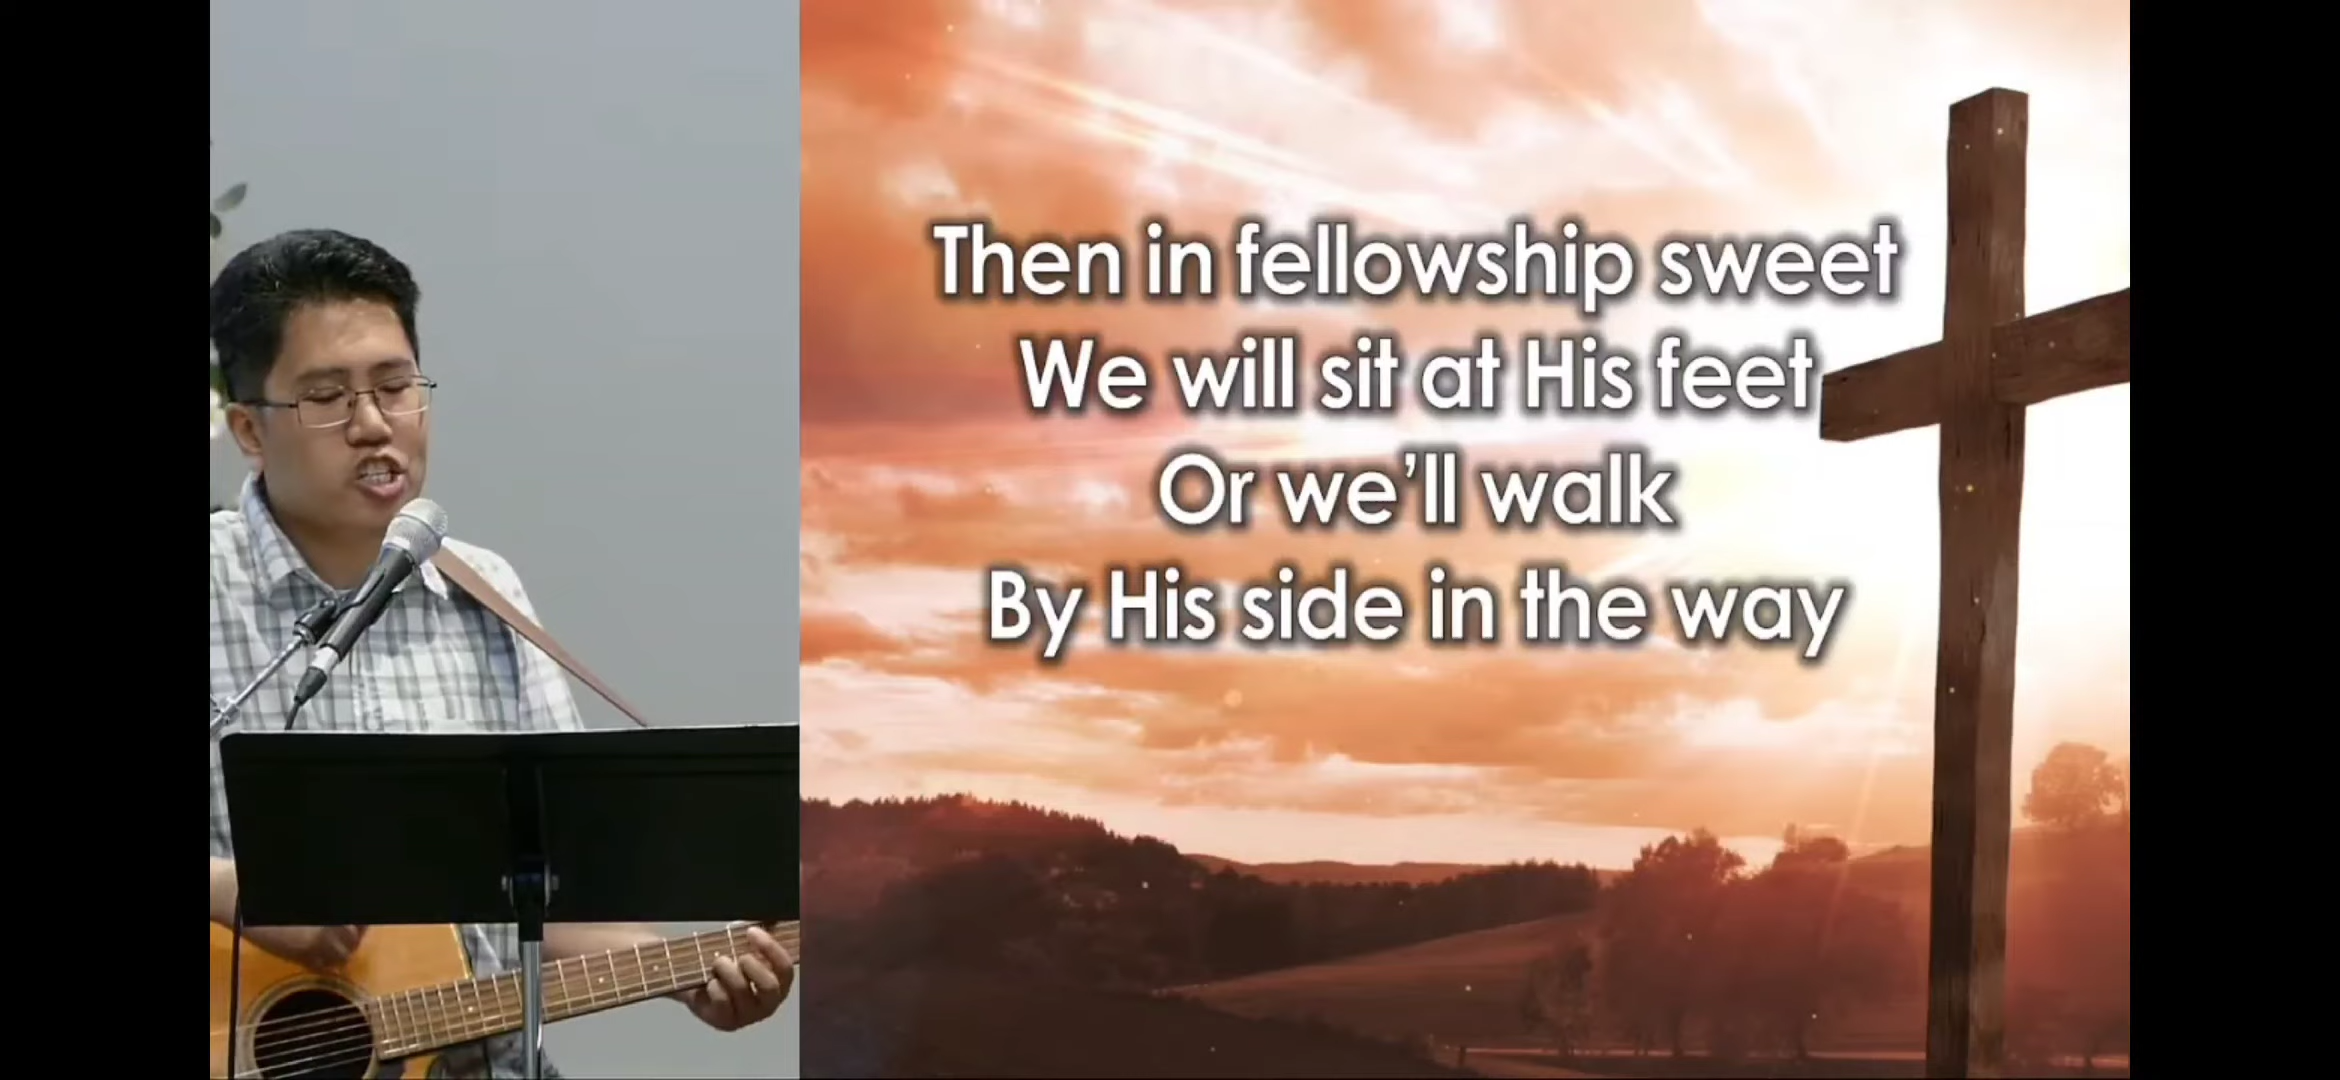 Then in fellowship sweet
We will sit at His feet
Or we'll walk
By His side in the way